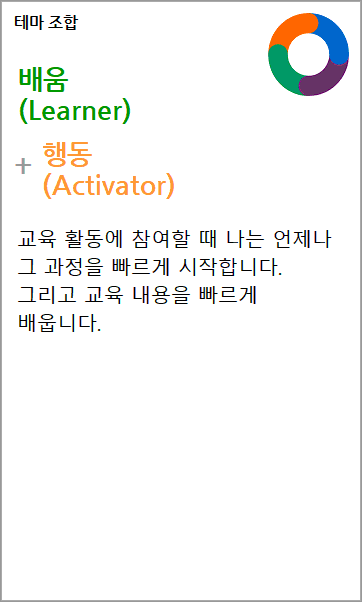 테마 조합
배움
(Learner)
+ 행동
(Activator)
교육 활동에 참여할 때 나는 언제나
그 과정을 빠르게 시작합니다.
그리고 교육 내용을 빠르게
배웁니다.